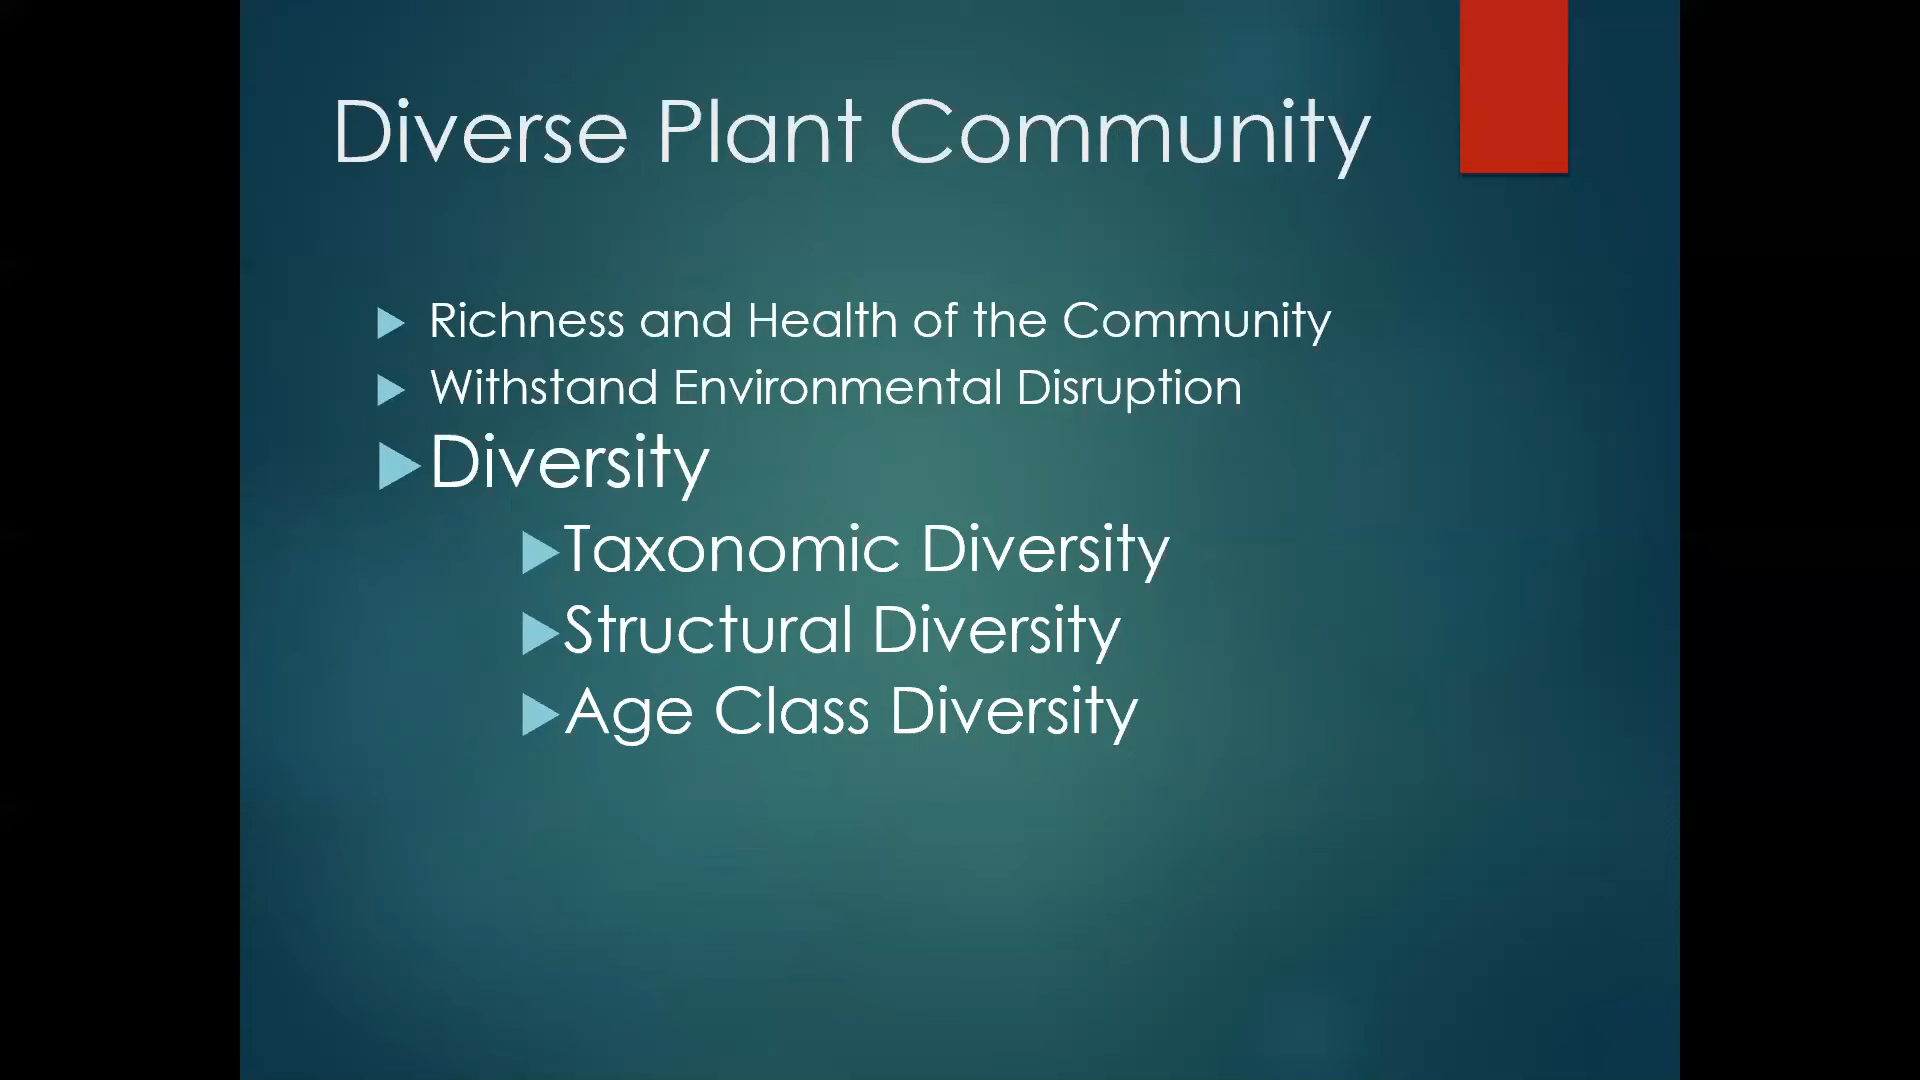 Diverse Plant Community
Richness and Health of the Community
Withstand Environmental Disruption
Diversity
Taxonomic Diversity
Structural Diversity
Age Class Diversity